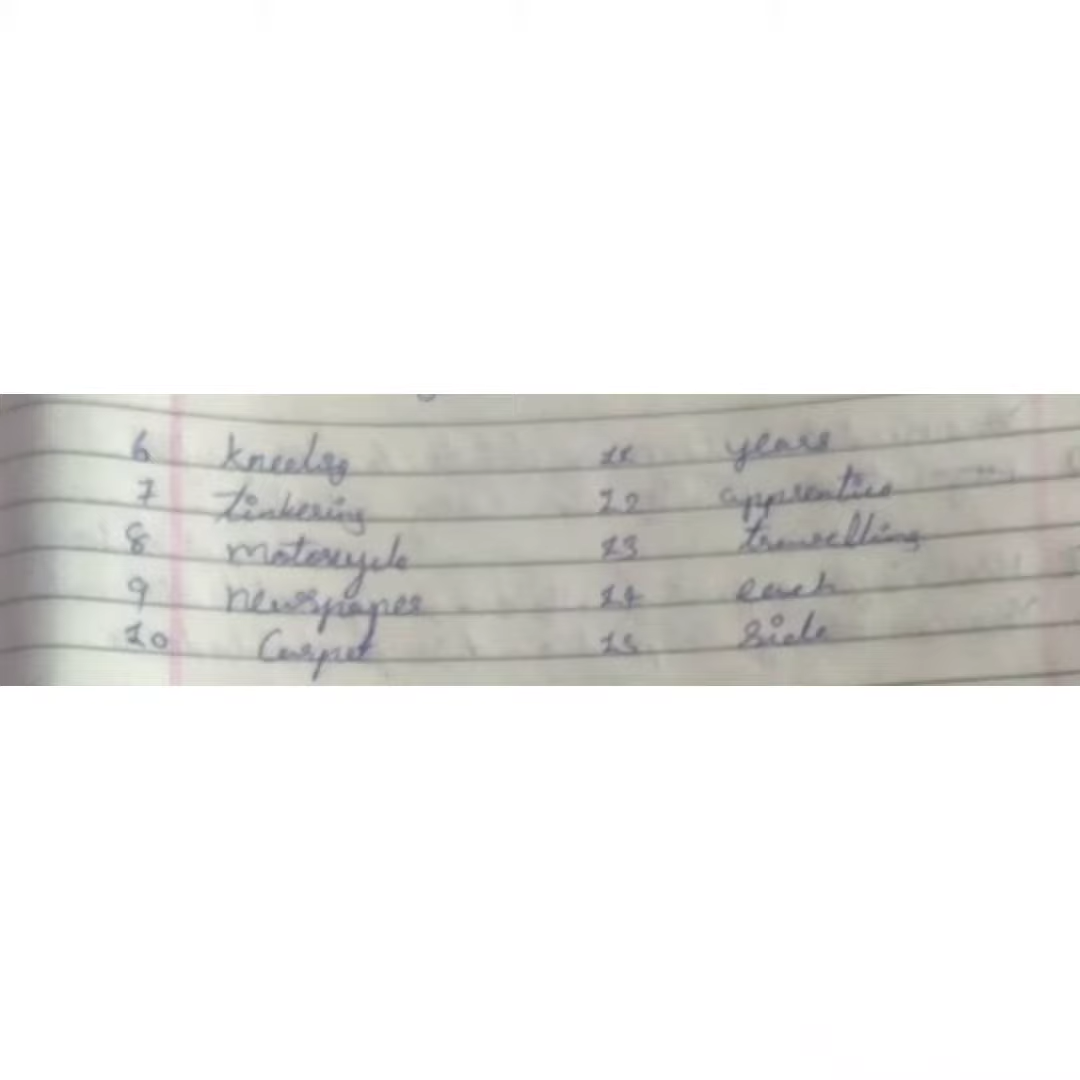 6 kneeling 11 years
7 tinkering 12 apprentice
8 motorcycle 13 travelling
9 newspaper 14 each
10 Carpet 15 Side